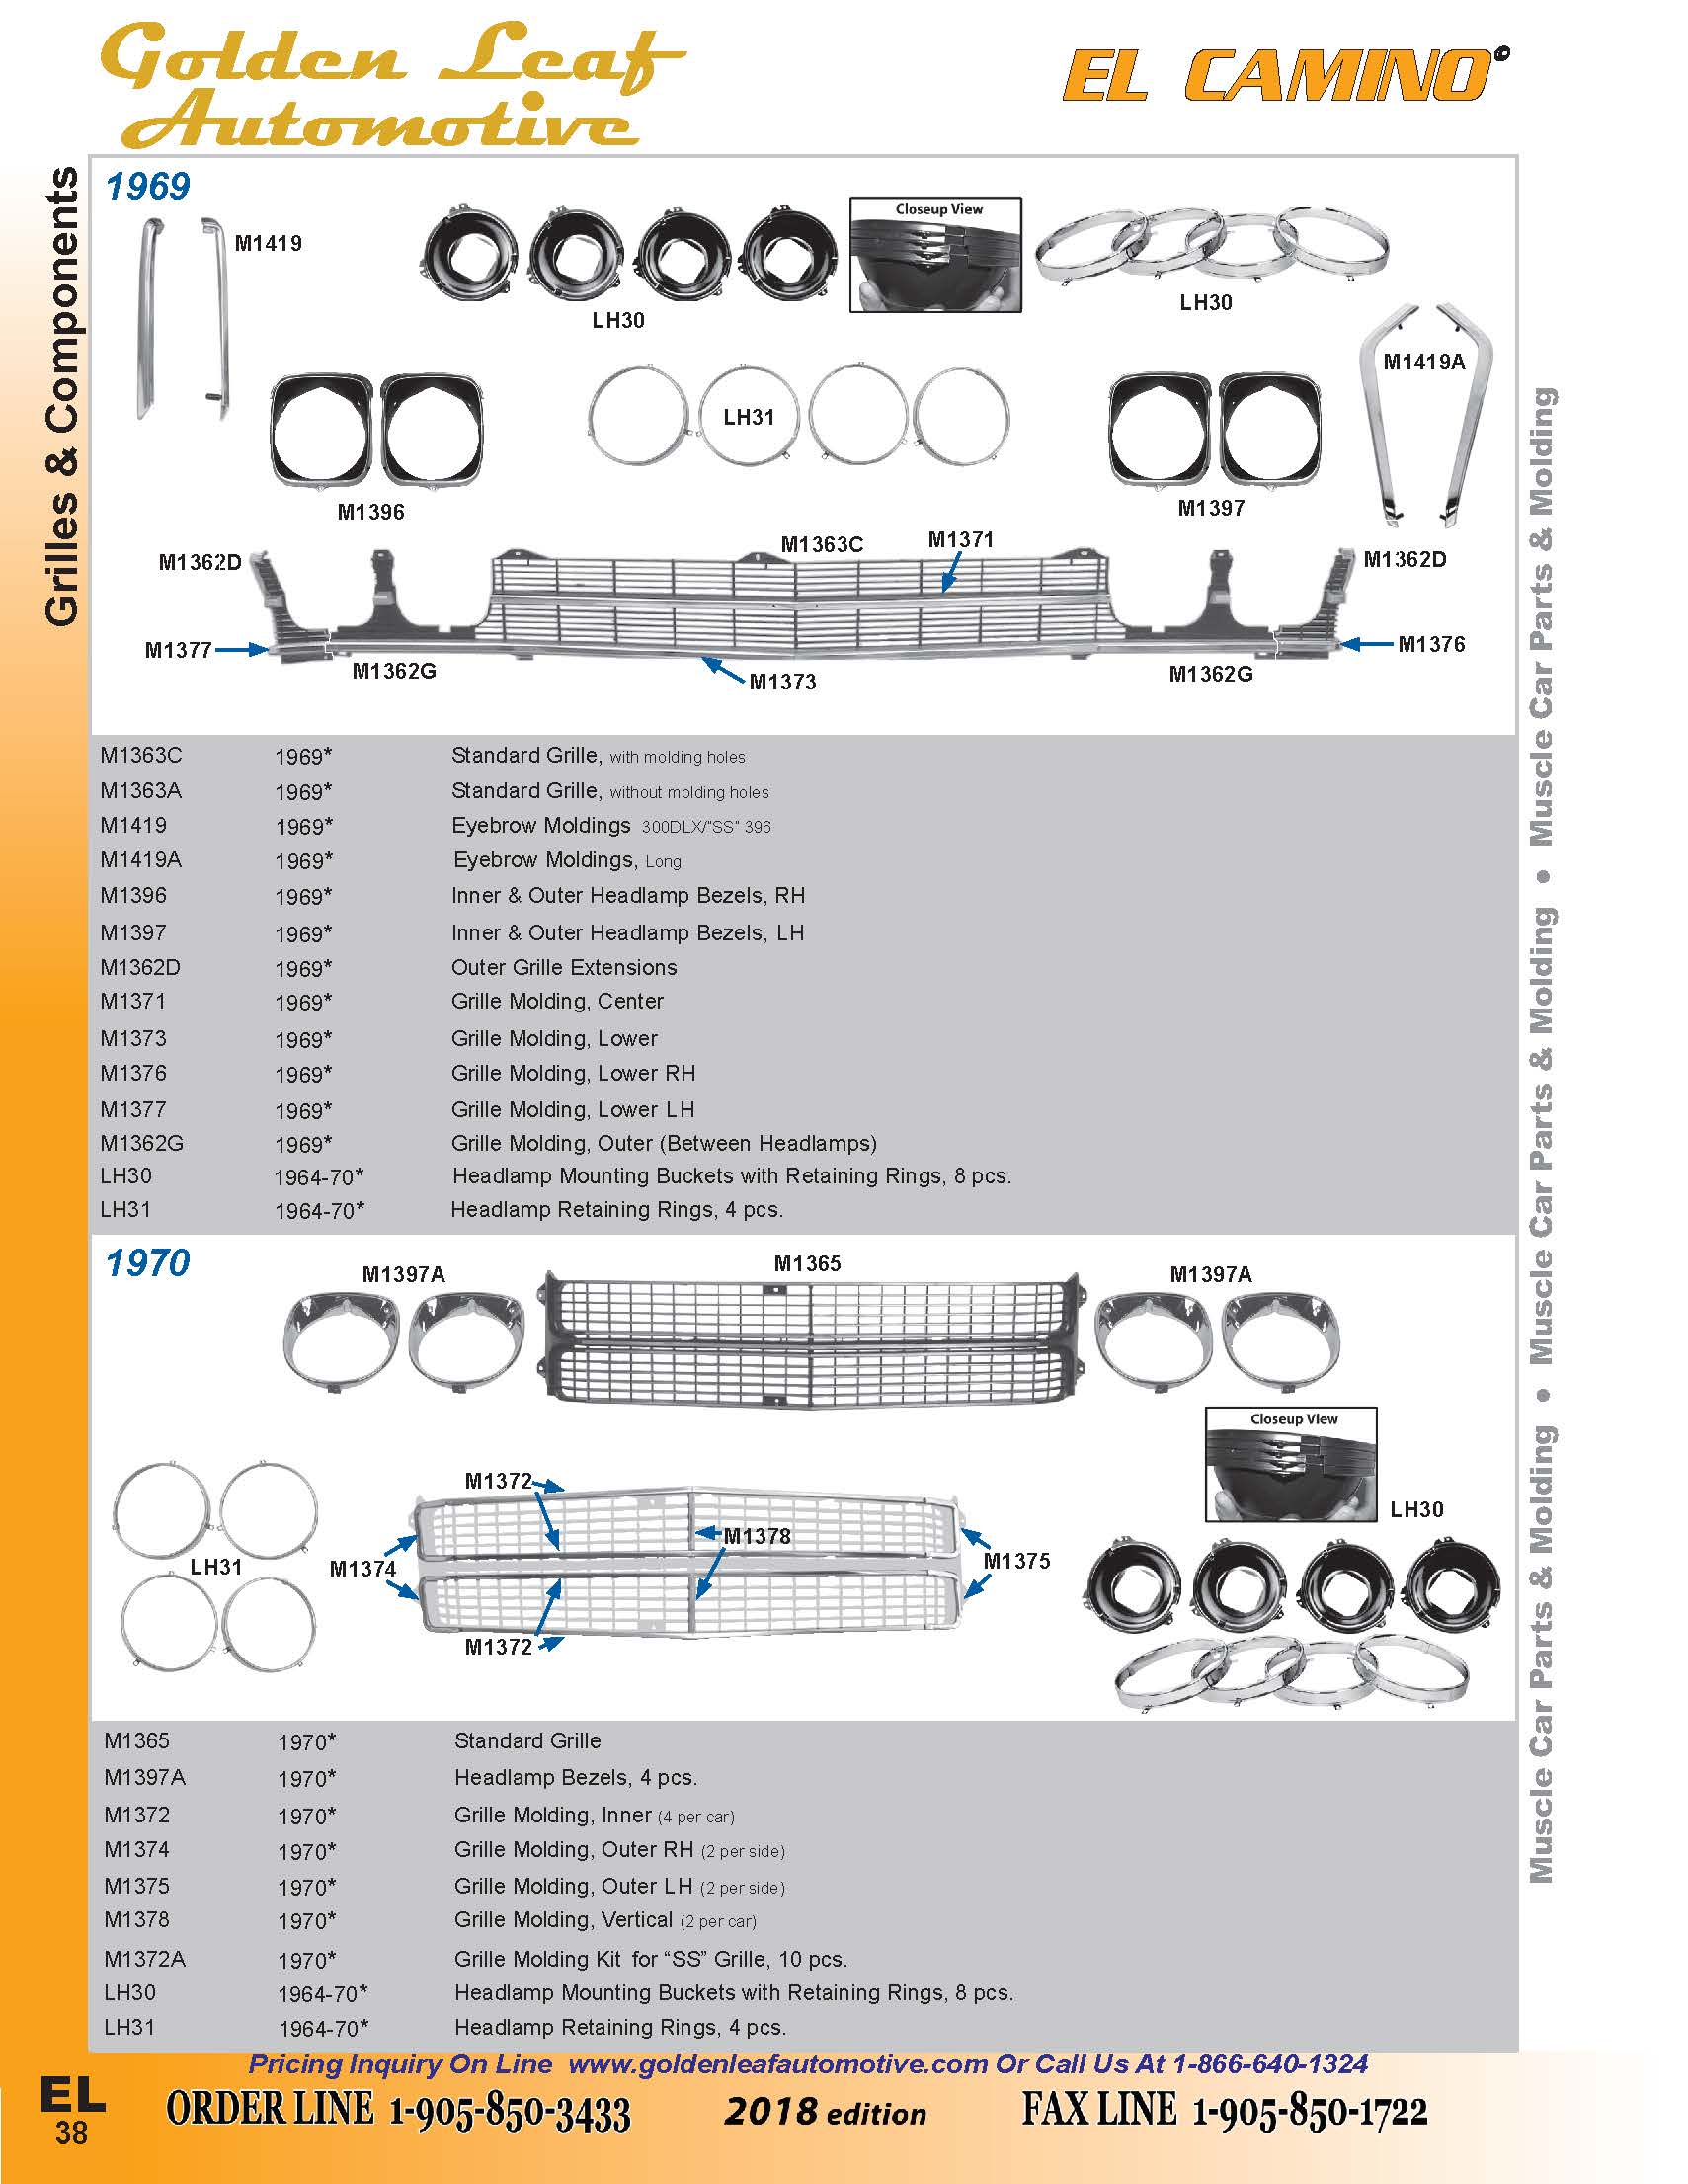 Golden Leaf
Automotive
EL CAMINO
Grilles & Components
1969
M1419
LH30
Closeup View
LH30
M1419A
M1396
LH31
M1397
M1362D
M1363C
M1371
M1362D
M1377
M1362G
M1373
M1362G
M1376
M1363C 1969* Standard Grille, with molding holes
M1363A 1969* Standard Grille, without molding holes
M1419 1969* Eyebrow Moldings 300DLX/"SS" 396
M1419A 1969* Eyebrow Moldings, Long
M1396 1969* Inner & Outer Headlamp Bezels, RH
M1397 1969* Inner & Outer Headlamp Bezels, LH
M1362D 1969* Outer Grille Extensions
M1371 1969* Grille Molding, Center
M1373 1969* Grille Molding, Lower
M1376 1969* Grille Molding, Lower RH
M1377 1969* Grille Molding, Lower LH
M1362G 1969* Grille Molding, Outer (Between Headlamps)
LH30 1964-70* Headlamp Mounting Buckets with Retaining Rings, 8 pcs.
LH31 1964-70* Headlamp Retaining Rings, 4 pcs.
1970
M1397A
M1365
M1397A
Closeup View
LH30
LH31
M1372
M1374
M1378
M1375
M1372
M1365 1970* Standard Grille
M1397A 1970* Headlamp Bezels, 4 pcs.
M1372 1970* Grille Molding, Inner (4 per car)
M1374 1970* Grille Molding, Outer RH (2 per side)
M1375 1970* Grille Molding, Outer LH (2 per side)
M1378 1970* Grille Molding, Vertical (2 per car)
M1372A 1970* Grille Molding Kit for “SS” Grille, 10 pcs.
LH30 1964-70* Headlamp Mounting Buckets with Retaining Rings, 8 pcs.
LH31 1964-70* Headlamp Retaining Rings, 4 pcs.
Muscle Car Parts & Molding • Muscle Car Parts & Molding • Muscle Car Parts & Molding
Pricing Inquiry On Line www.goldenleafautomotive.com Or Call Us At 1-866-640-1324
EL
38
ORDER LINE 1-905-850-3433 2018 edition FAX LINE 1-905-850-1722